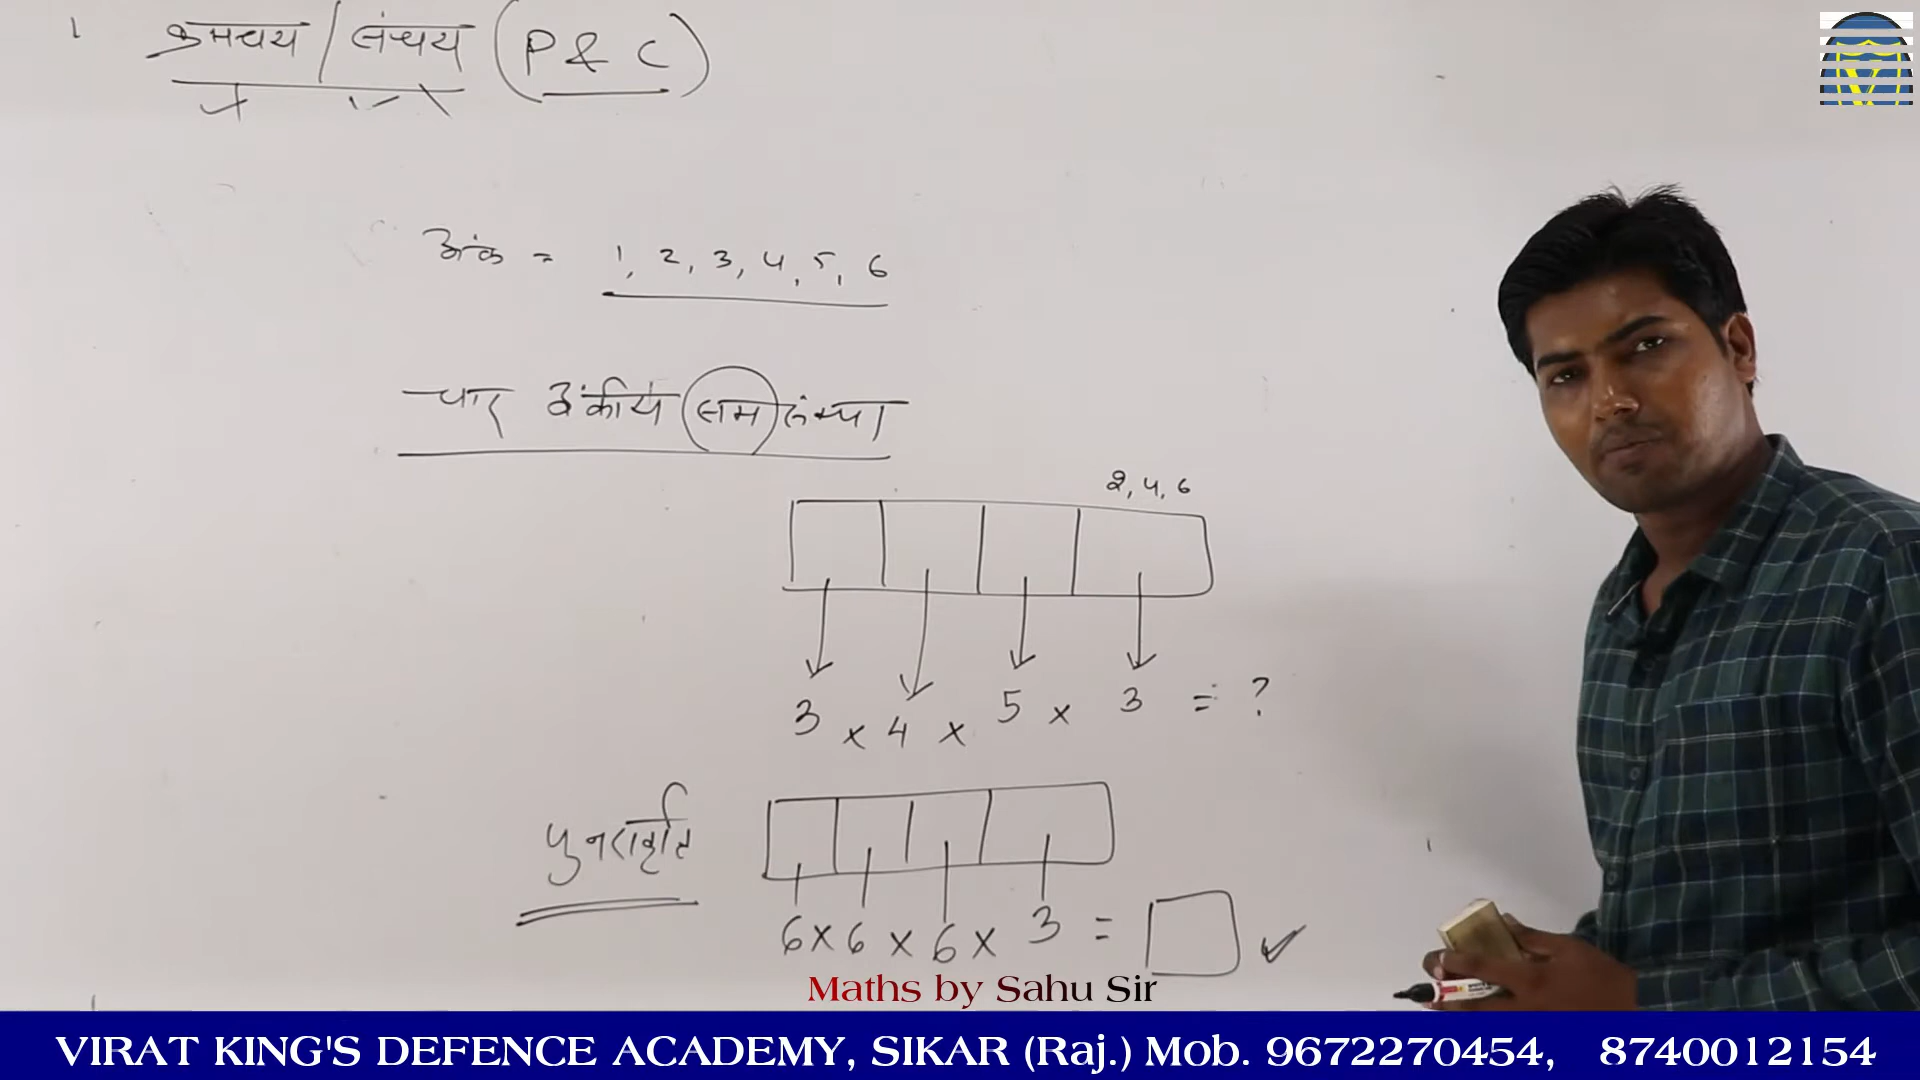 1 क्रमचय / संचय (P & C)
अंक = 1, 2, 3, 4, 5, 6
चार अंकीय सम संख्या
2, 4, 6
3 x 4 x 5 x 3 = ?
पुनरावृति
6 x 6 x 6 x 3 =
Maths by Sahu Sir
VIRAT KING'S DEFENCE ACADEMY, SIKAR (Raj.) Mob. 9672270454, 8740012154